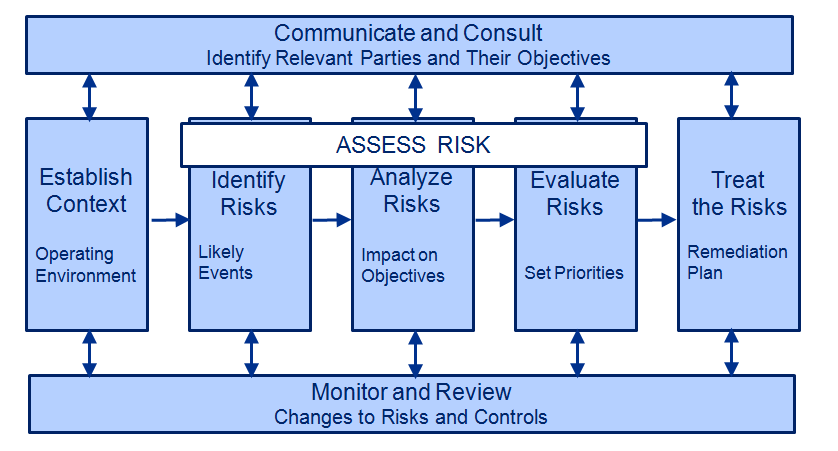 Communicate and Consult
Identify Relevant Parties and Their Objectives
ASSESS RISK
Establish
Context
Operating
Environment
Identify
Risks
Likely
Events
Analyze
Risks
Impact on
Objectives
Evaluate
Risks
Set Priorities
Treat
the Risks
Remediation
Plan
Monitor and Review
Changes to Risks and Controls